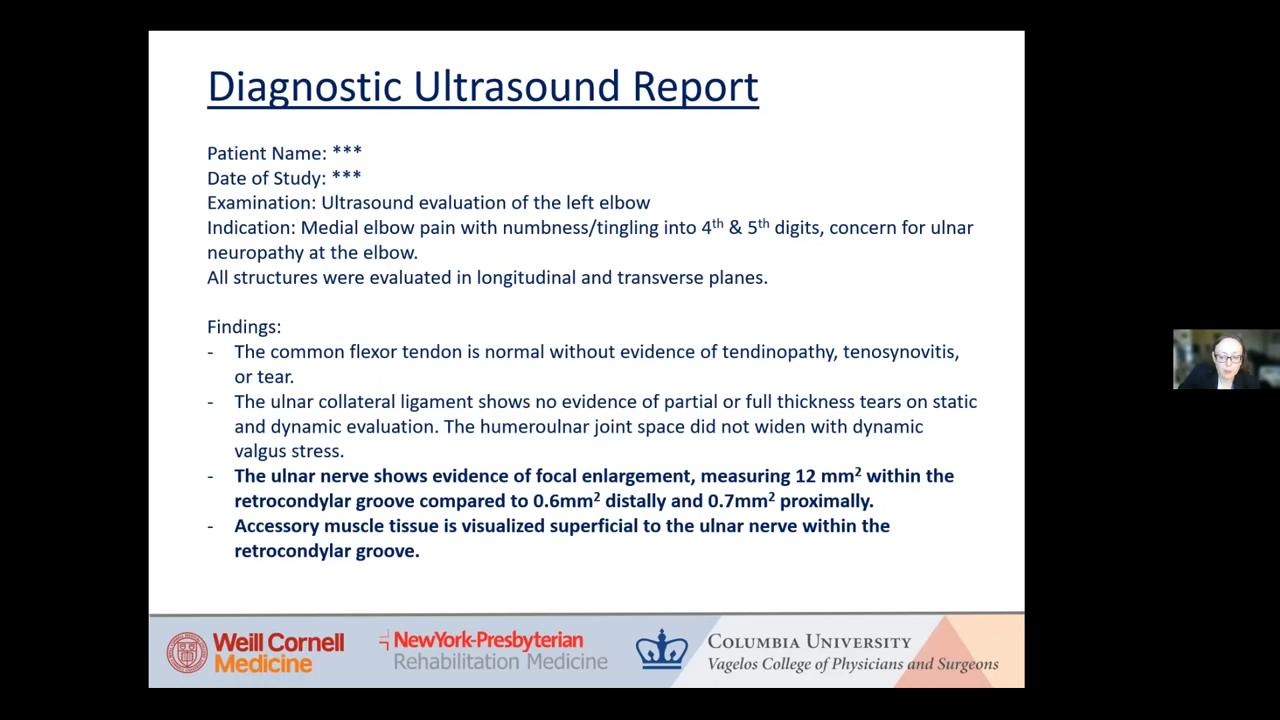 Diagnostic Ultrasound Report
Patient Name: ***
Date of Study: ***
Examination: Ultrasound evaluation of the left elbow
Indication: Medial elbow pain with numbness/tingling into 4th & 5th digits, concern for ulnar
neuropathy at the elbow.
All structures were evaluated in longitudinal and transverse planes.
Findings:
- The common flexor tendon is normal without evidence of tendinopathy, tenosynovitis,
or tear.
- The ulnar collateral ligament shows no evidence of partial or full thickness tears on static
and dynamic evaluation. The humeroulnar joint space did not widen with dynamic
valgus stress.
- The ulnar nerve shows evidence of focal enlargement, measuring 12 mm² within the
retrocondylar groove compared to 0.6mm² distally and 0.7mm² proximally.
- Accessory muscle tissue is visualized superficial to the ulnar nerve within the
retrocondylar groove.
Weill Cornell
Medicine
NewYork-Presbyterian
Rehabilitation Medicine
COLUMBIA UNIVERSITY
Vagelos College of Physicians and Surgeons